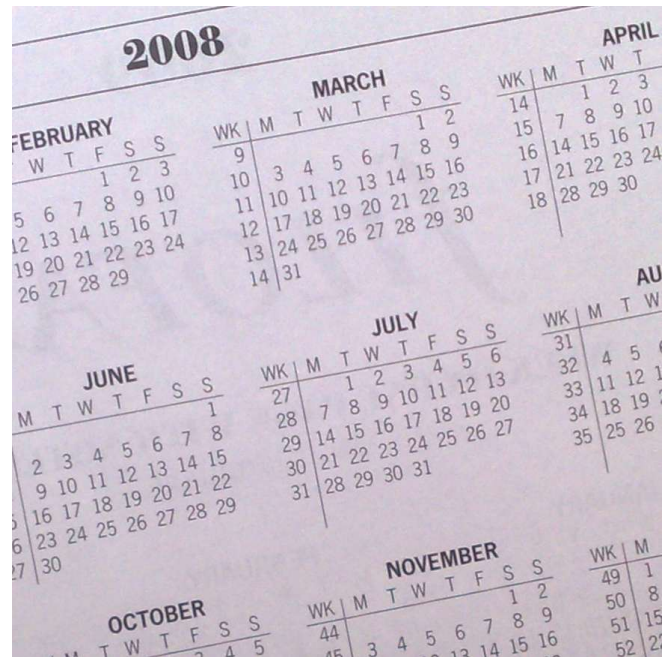 2008
FEBRUARY
W T F S S
1 2 3
5 6 7 8 9 10
12 13 14 15 16 17
19 20 21 22 23 24
26 27 28 29
MARCH
WK M T W T F S S
9 1 2
10 3 4 5 6 7 8 9
11 10 11 12 13 14 15 16
12 17 18 19 20 21 22 23
13 24 25 26 27 28 29 30
14 31
APRIL
WK M T W T
14 1 2 3
15 7 8 9 10
16 14 15 16 17
17 21 22 23 24
18 28 29 30
JUNE
M T W T F S S
1
2 3 4 5 6 7 8
9 10 11 12 13 14 15
16 17 18 19 20 21 22
6 23 24 25 26 27 28 29
27 30
JULY
WK M T W T F S S
27 1 2 3 4 5 6
28 7 8 9 10 11 12 13
29 14 15 16 17 18 19 20
30 21 22 23 24 25 26 27
31 28 29 30 31
AU
WK M T W
31
32 4 5
33 11 12
34 18 19
35 25 26
OCTOBER
T W T F S S
3 4 5
NOVEMBER
WK M T W T F S S
44 1 2
45 3 4 5 6 7 8 9
13 14 15 16
WK M
49 1
50 8
51 15
52 22